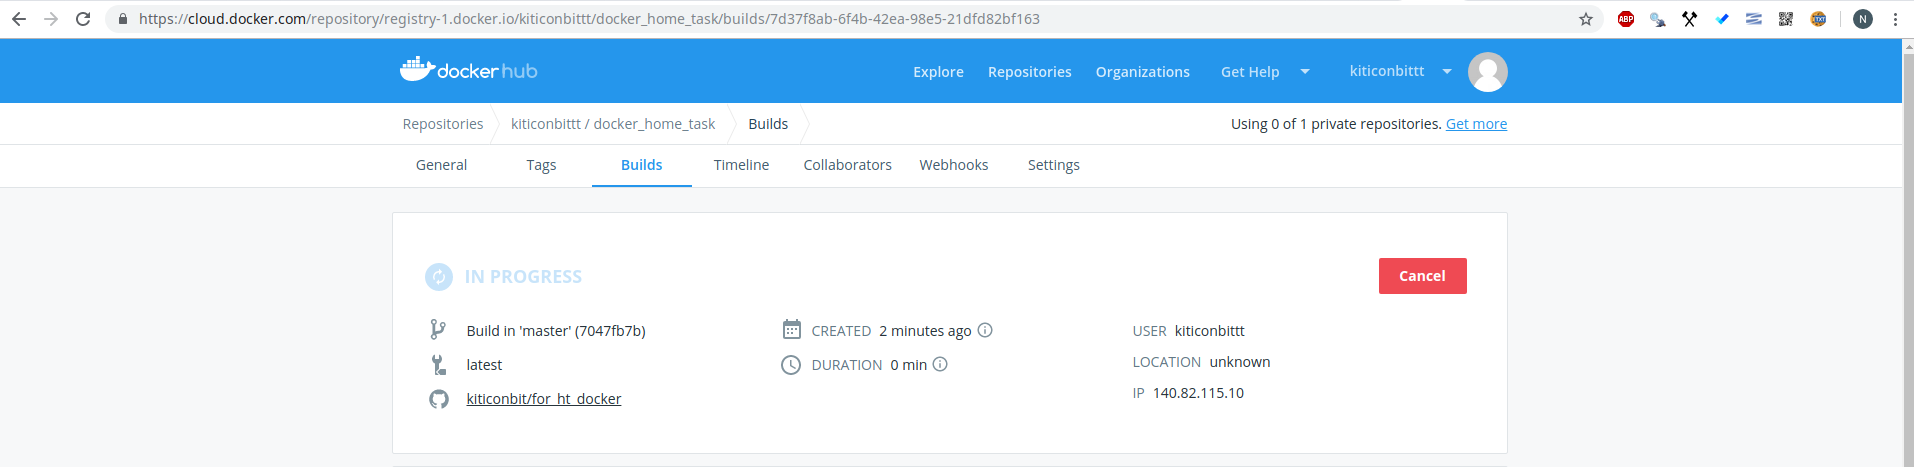 https://cloud.docker.com/repository/registry-1.docker.io/kiticonbittt/docker_home_task/builds/7d37f8ab-6f4b-42ea-98e5-21dfd82bf163
ABP
TXT
N
docker hub
Explore
Repositories
Organizations
Get Help
kiticonbittt
Repositories
kiticonbittt / docker_home_task
Builds
Using 0 of 1 private repositories. Get more
General
Tags
Builds
Timeline
Collaborators
Webhooks
Settings
IN PROGRESS
Cancel
Build in 'master' (7047fb7b)
latest
kiticonbit/for_ht_docker
CREATED 2 minutes ago
DURATION 0 min
USER kiticonbittt
LOCATION unknown
IP 140.82.115.10